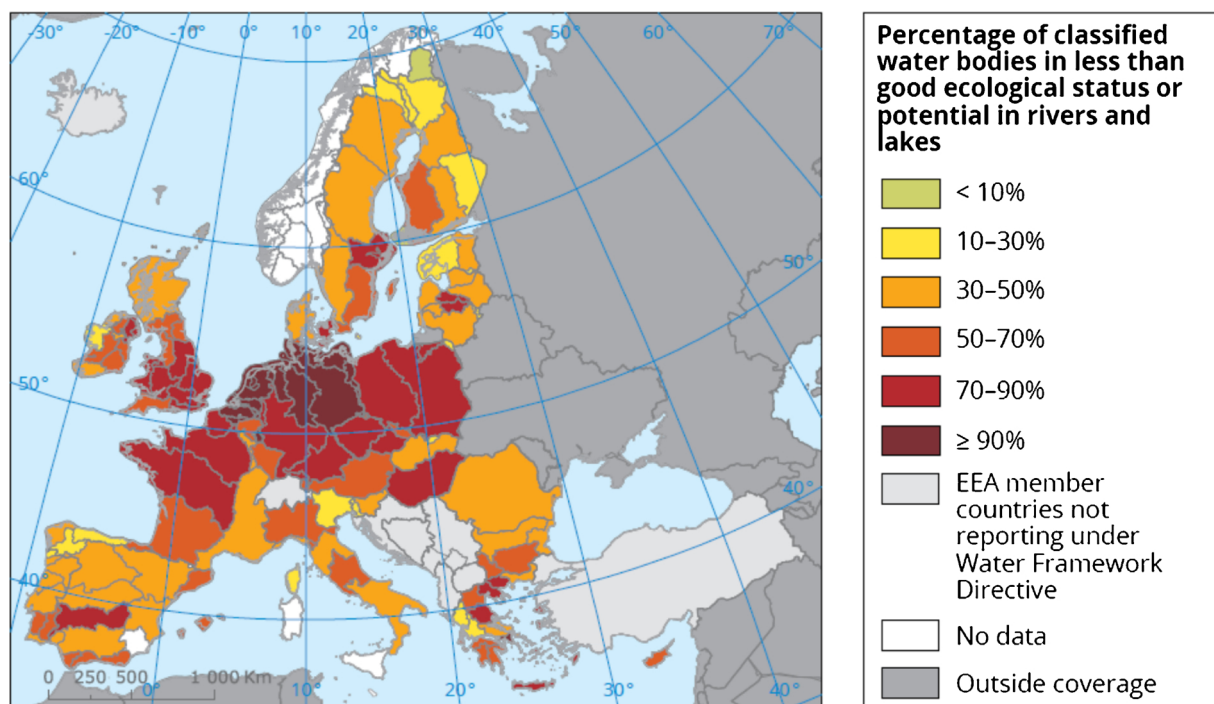 -30° -20° -10° 0° 10° 20° 30° 40° 50° 60° 70°
60°
50°
50°
40°
40°
0 250 500 1 000 Km
0° 10° 20° 30° 40°
Percentage of classified
water bodies in less than
good ecological status or
potential in rivers and
lakes
< 10%
10–30%
30–50%
50–70%
70–90%
≥ 90%
EEA member
countries not
reporting under
Water Framework
Directive
No data
Outside coverage